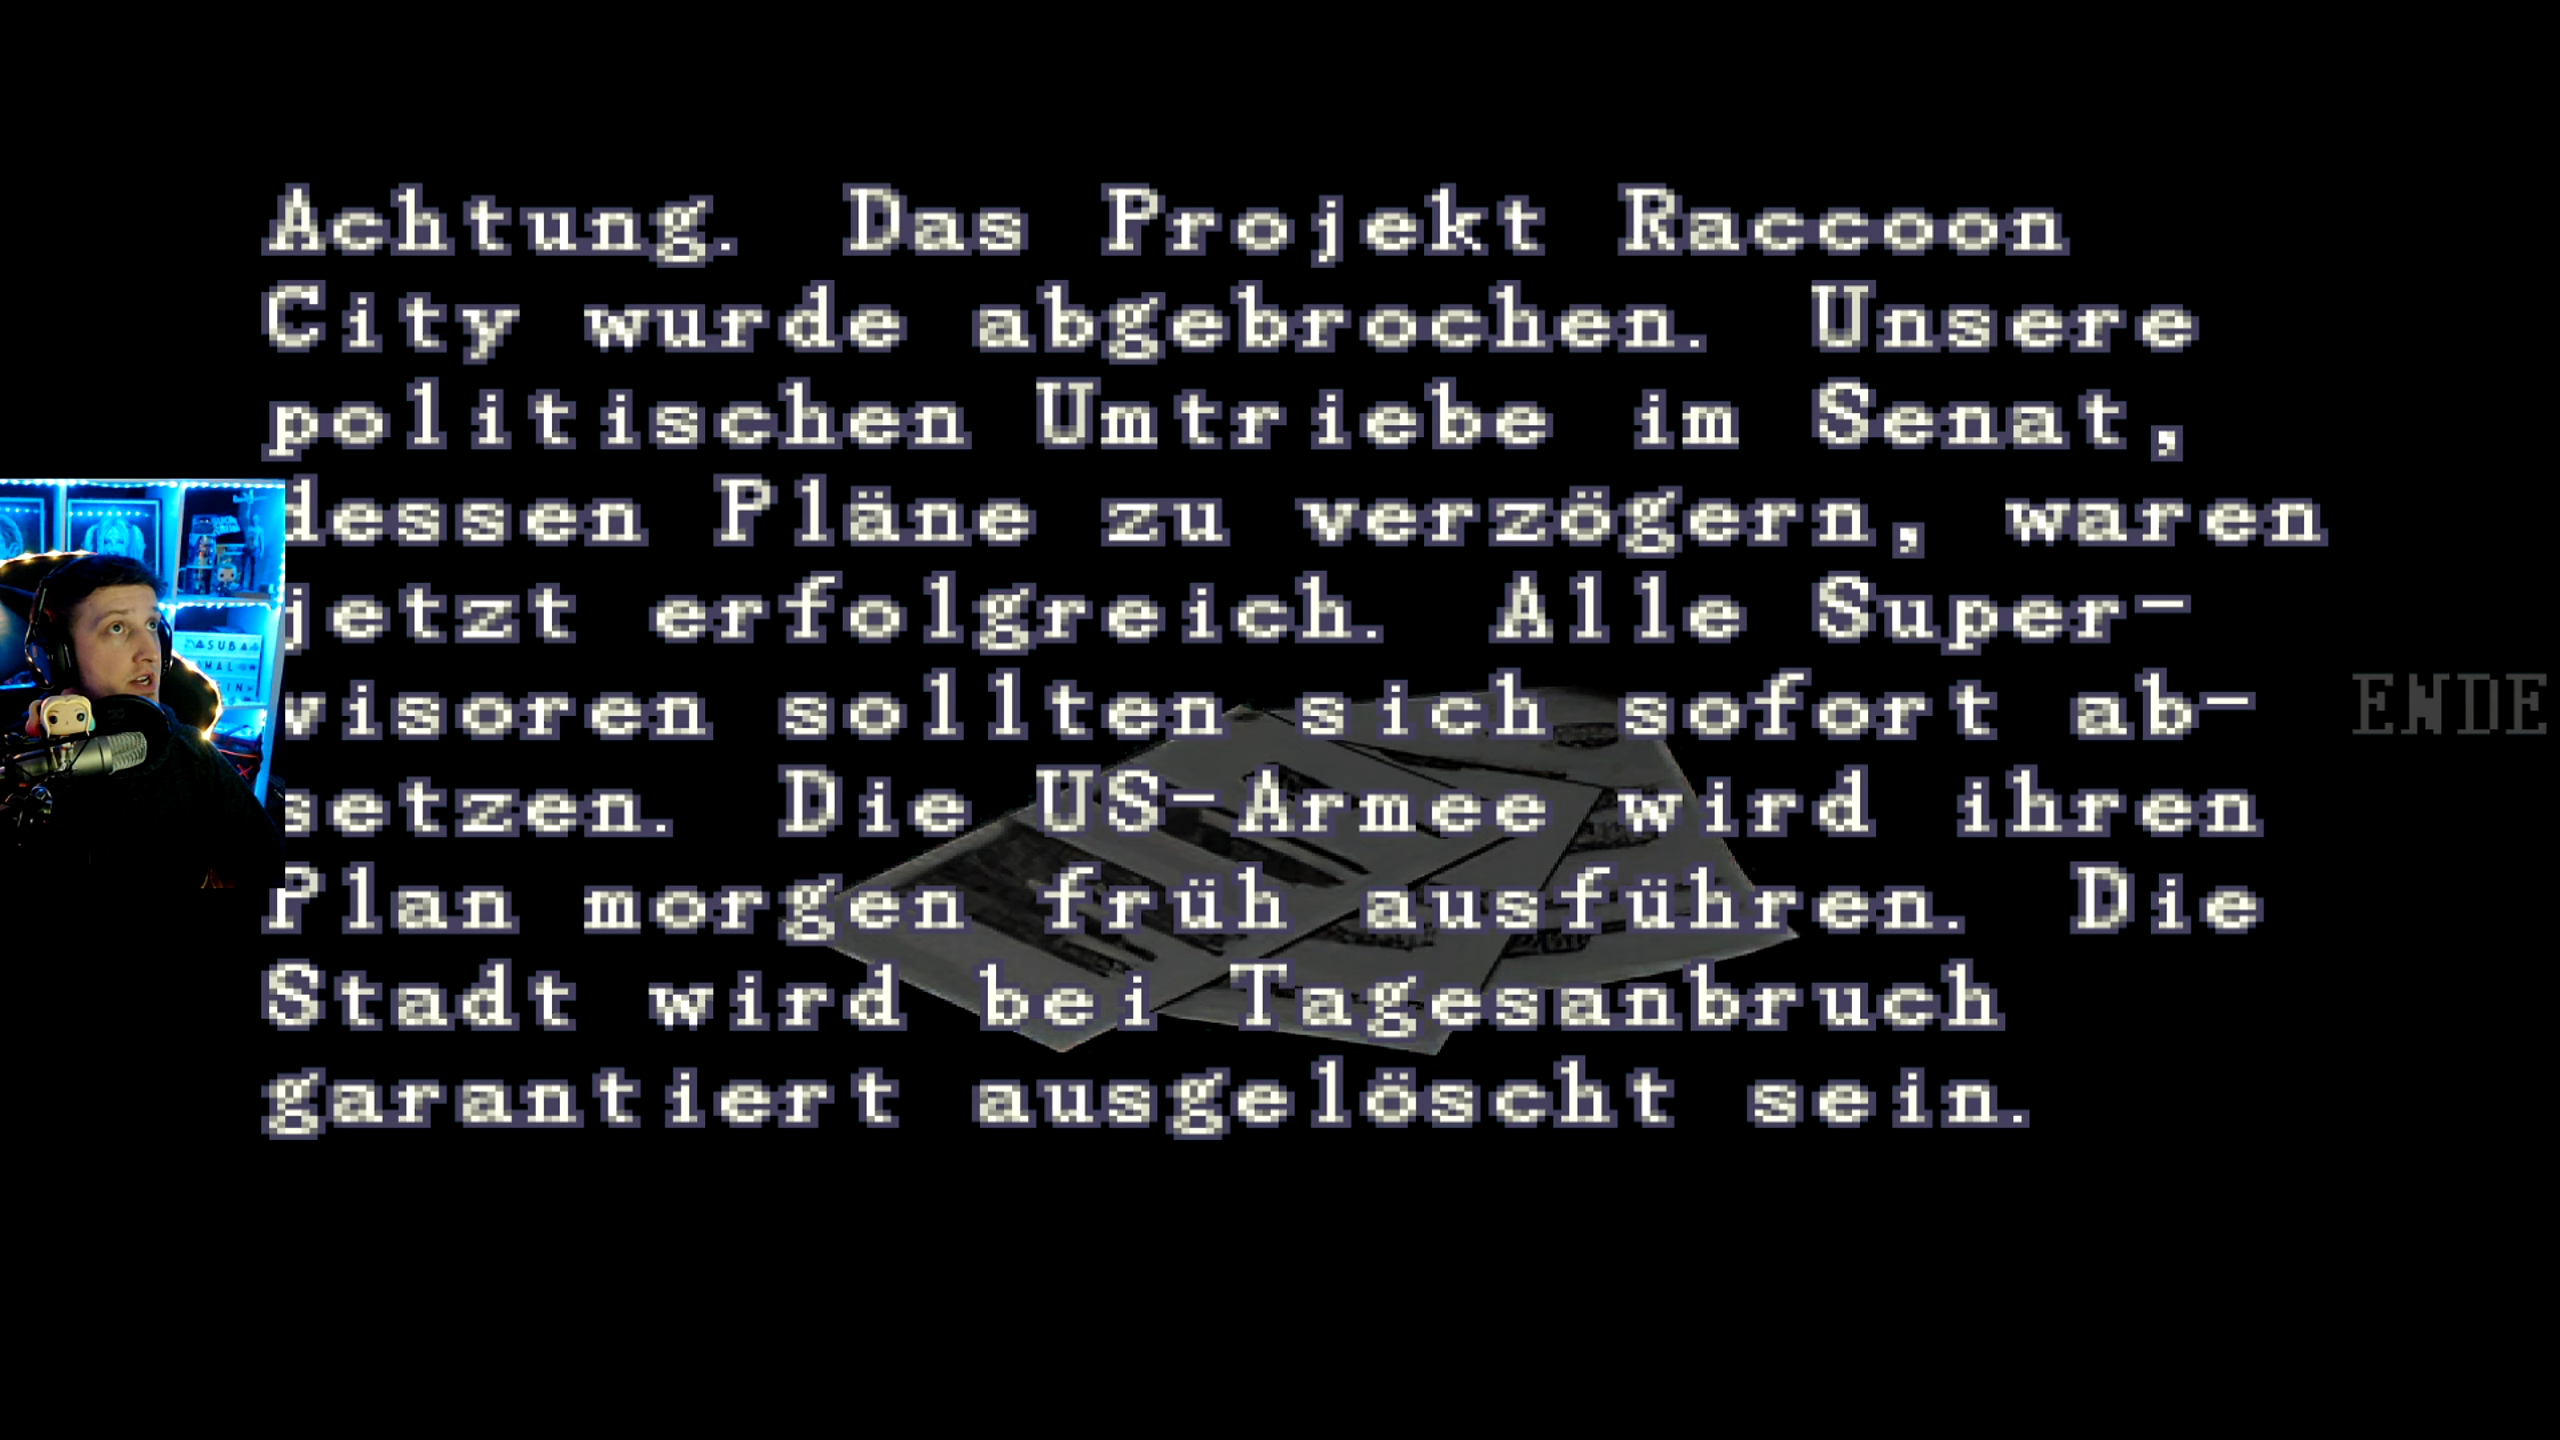 Achtung. Das Projekt Raccoon
City wurde abgebrochen. Unsere
politischen Umtriebe im Senat,
dessen Pläne zu verzögern, waren
jetzt erfolgreich. Alle Super-
visoren sollten sich sofort ab-
setzen. Die US-Armee wird ihren
Plan morgen früh ausführen. Die
Stadt wird bei Tagesanbruch
garantiert ausgelöscht sein.
ENDE
SUBA